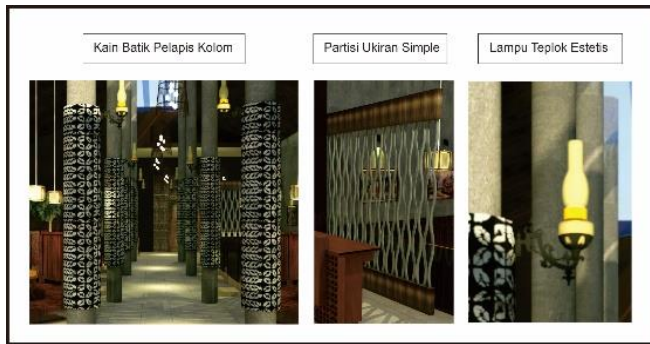 Kain Batik Pelapis Kolom
Partisi Ukiran Simple
Lampu Teplok Estetis